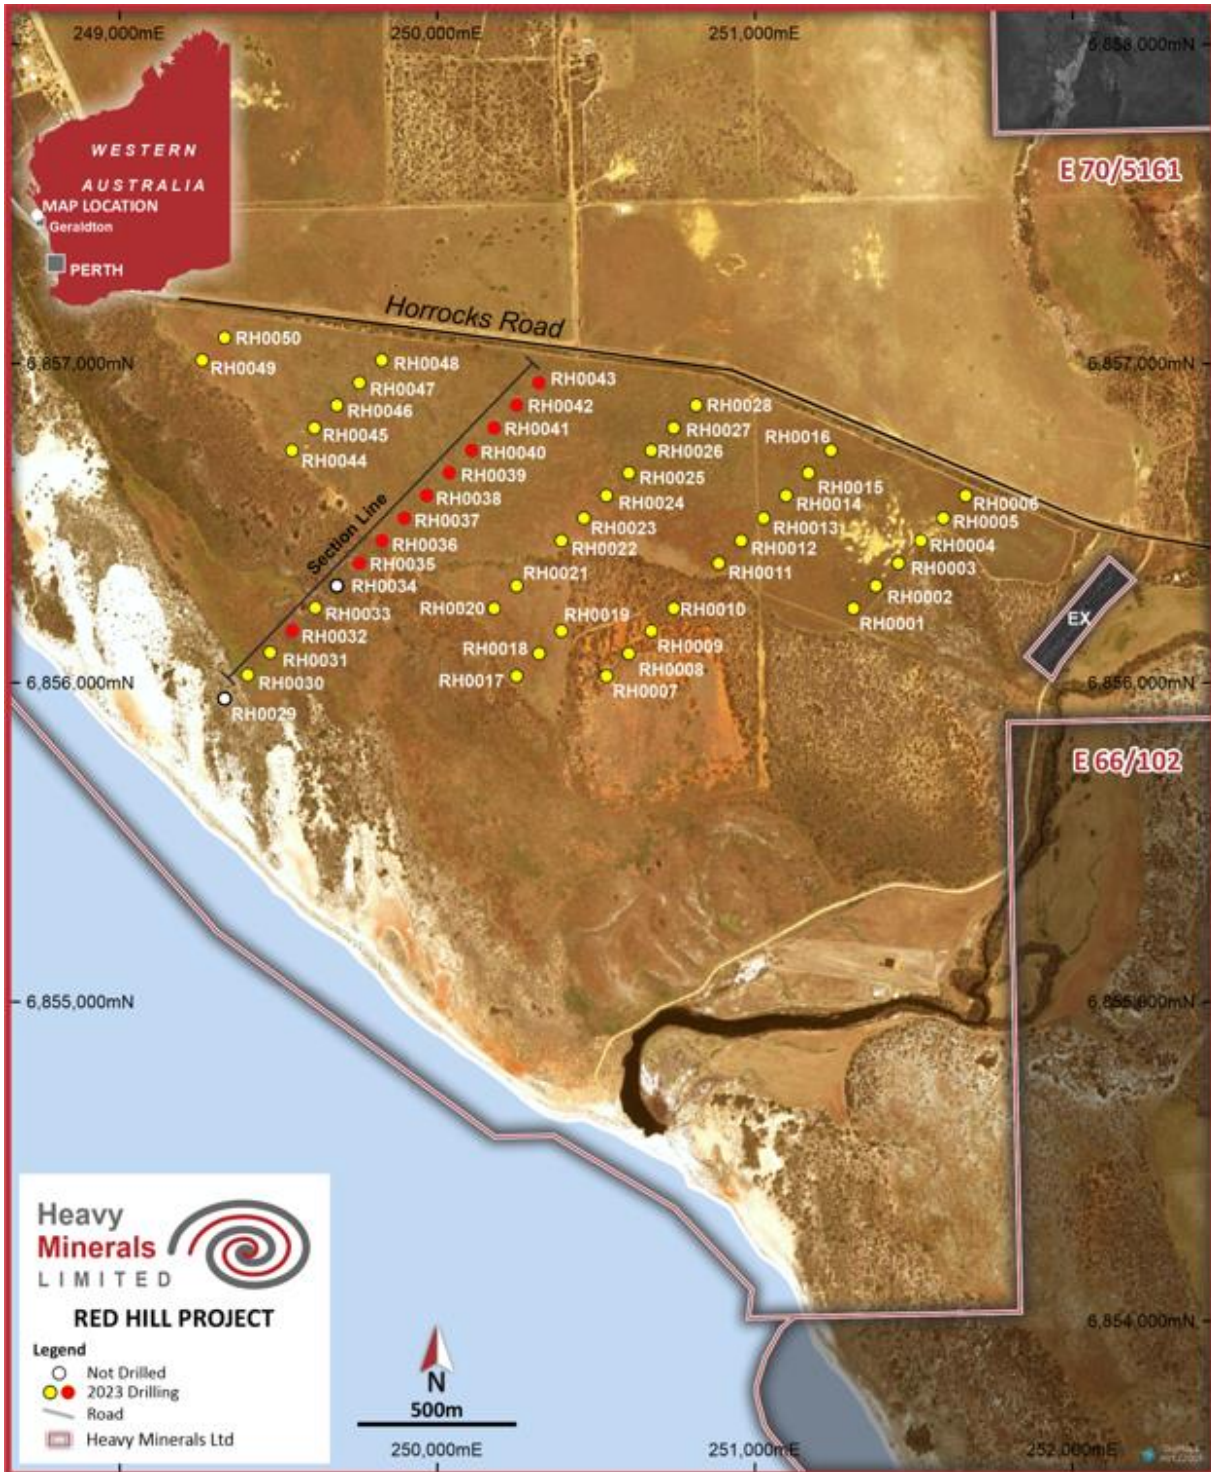 249,000mE
250,000mE
251,000mE
6,858,000mN
WESTERN
AUSTRALIA
MAP LOCATION
Geraldton
PERTH
E 70/5161
Horrocks Road
RH0050
RH0049
RH0048
RH0047
RH0046
RH0045
RH0044
6,857,000mN
6,857,000mN
RH0043
RH0042
RH0041
RH0040
RH0039
RH0038
RH0037
RH0036
RH0035
RH0034
RH0033
RH0032
RH0031
RH0030
RH0029
Section Line
RH0028
RH0027
RH0026
RH0025
RH0024
RH0023
RH0022
RH0021
RH0020
RH0019
RH0018
RH0017
RH0016
RH0015
RH0014
RH0013
RH0012
RH0011
RH0010
RH0009
RH0008
RH0007
RH0006
RH0005
RH0004
RH0003
RH0002
RH0001
EX
6,856,000mN
E 66/102
6,855,000mN
6,855,000mN
6,854,000mN
Heavy
Minerals
LIMITED
RED HILL PROJECT
Legend
Not Drilled
2023 Drilling
Road
Heavy Minerals Ltd
N
500m
250,000mE
251,000mE
252,000mE